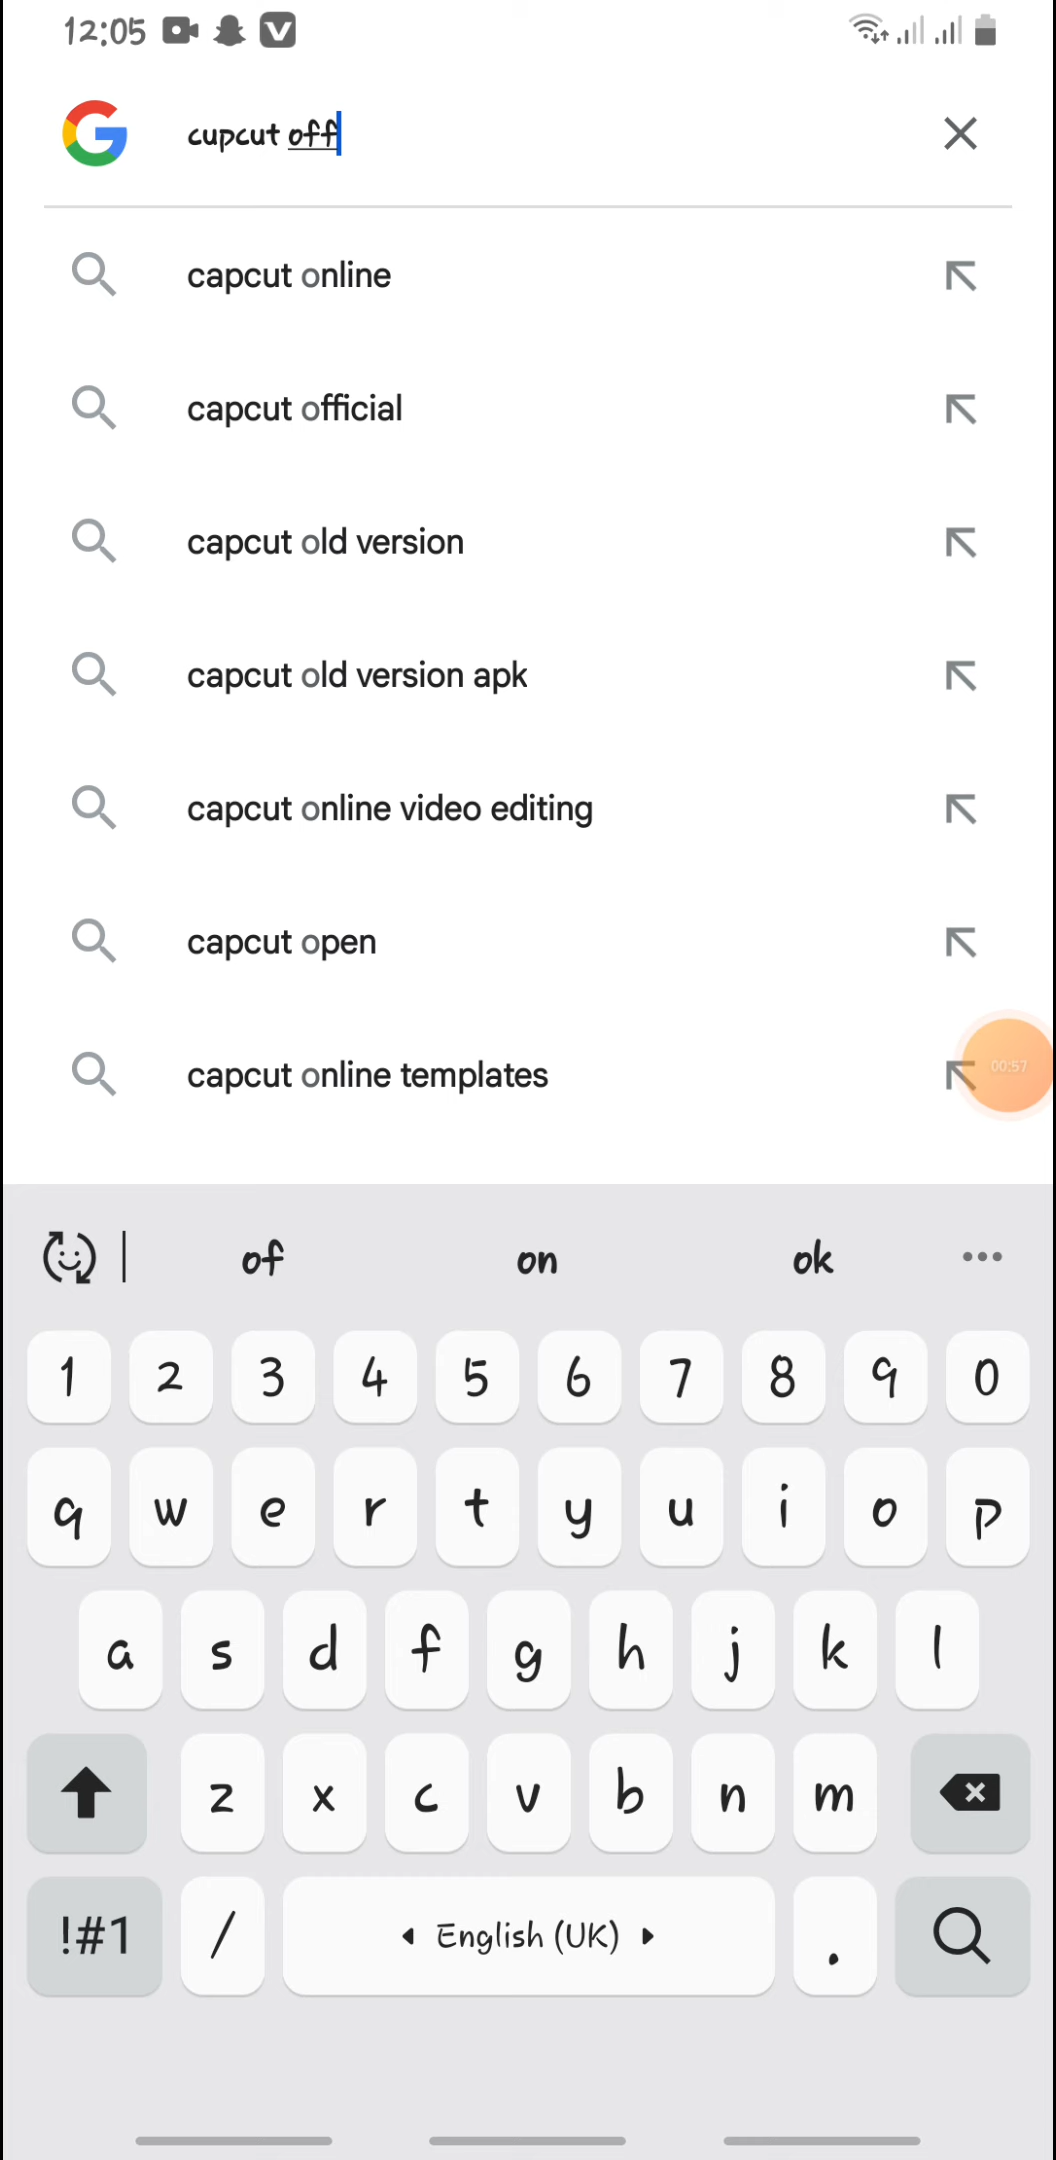 12:05
cupcut off
capcut online
capcut official
capcut old version
capcut old version apk
capcut online video editing
capcut open
00:57
capcut online templates
of on ok
1 2 3 4 5 6 7 8 9 0
q w e r t y u i o p
a s d f g h j k l
z x c v b n m
!#1 / English (UK) .